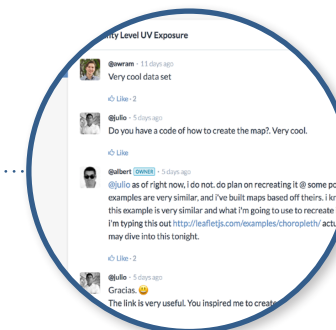 ty Level UV Exposure
@awram • 11 days ago
Very cool data set
Like • 2
@julio • 5 days ago
Do you have a code of how to create the map?. Very cool.
Like
@albert OWNER • 5 days ago
@julio as of right now, i do not. do plan on recreating it @ some po
examples are very similar, and i've built maps based off theirs. i kn
this example is very similar and what i'm going to use to recreate
i'm typing this out http://leafletjs.com/examples/choropleth/ actu
may dive into this tonight.
Like • 2
@julio • 5 days ago
Gracias. 😀
The link is very useful. You inspired me to create